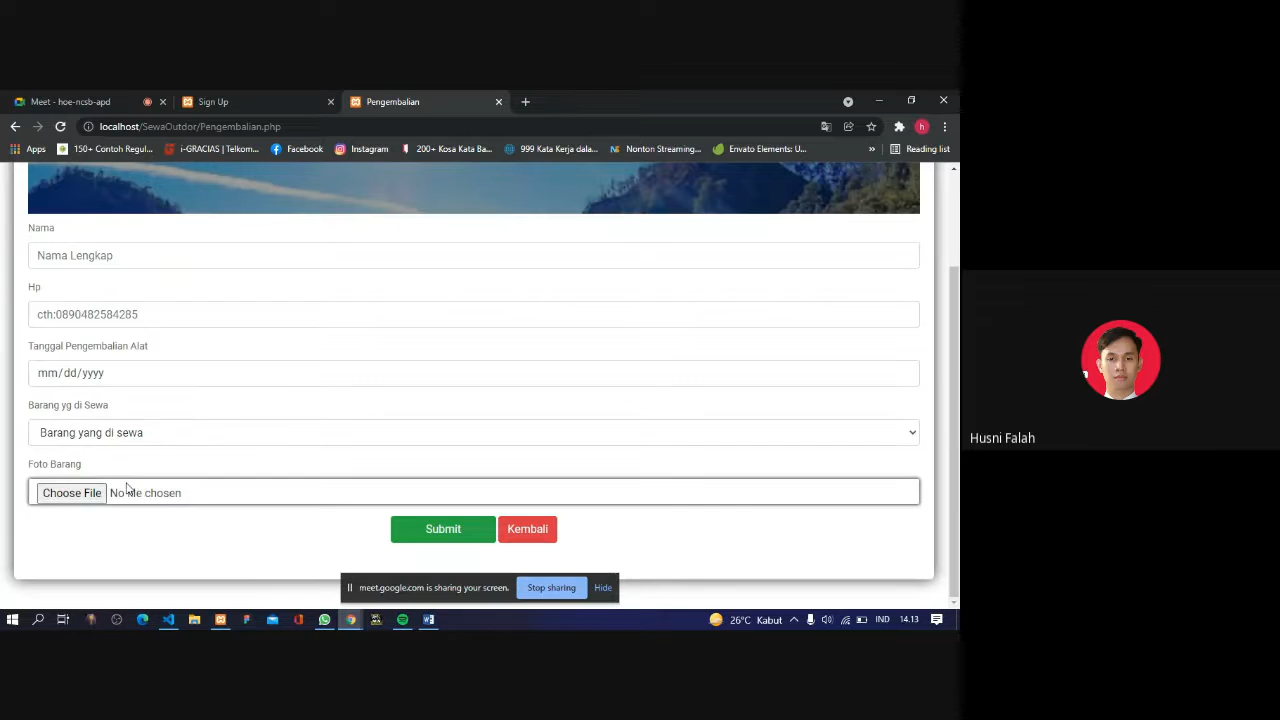 Meet - hoe-ncsb-apd
Sign Up
Pengembalian
localhost/SewaOutdor/Pengembalian.php
h
Apps
150+ Contoh Regul...
i-GRACIAS | Telkom...
Facebook
Instagram
200+ Kosa Kata Ba...
999 Kata Kerja dala...
Nonton Streaming...
Envato Elements: U...
»
Reading list
Nama
Nama Lengkap
Hp
cth:0890482584285
Tanggal Pengembalian Alat
mm/dd/yyyy
Barang yg di Sewa
Barang yang di sewa
Foto Barang
Choose File
No file chosen
Submit
Kembali
meet.google.com is sharing your screen.
Stop sharing
Hide
26°C Kabut
IND
14.13
Husni Falah